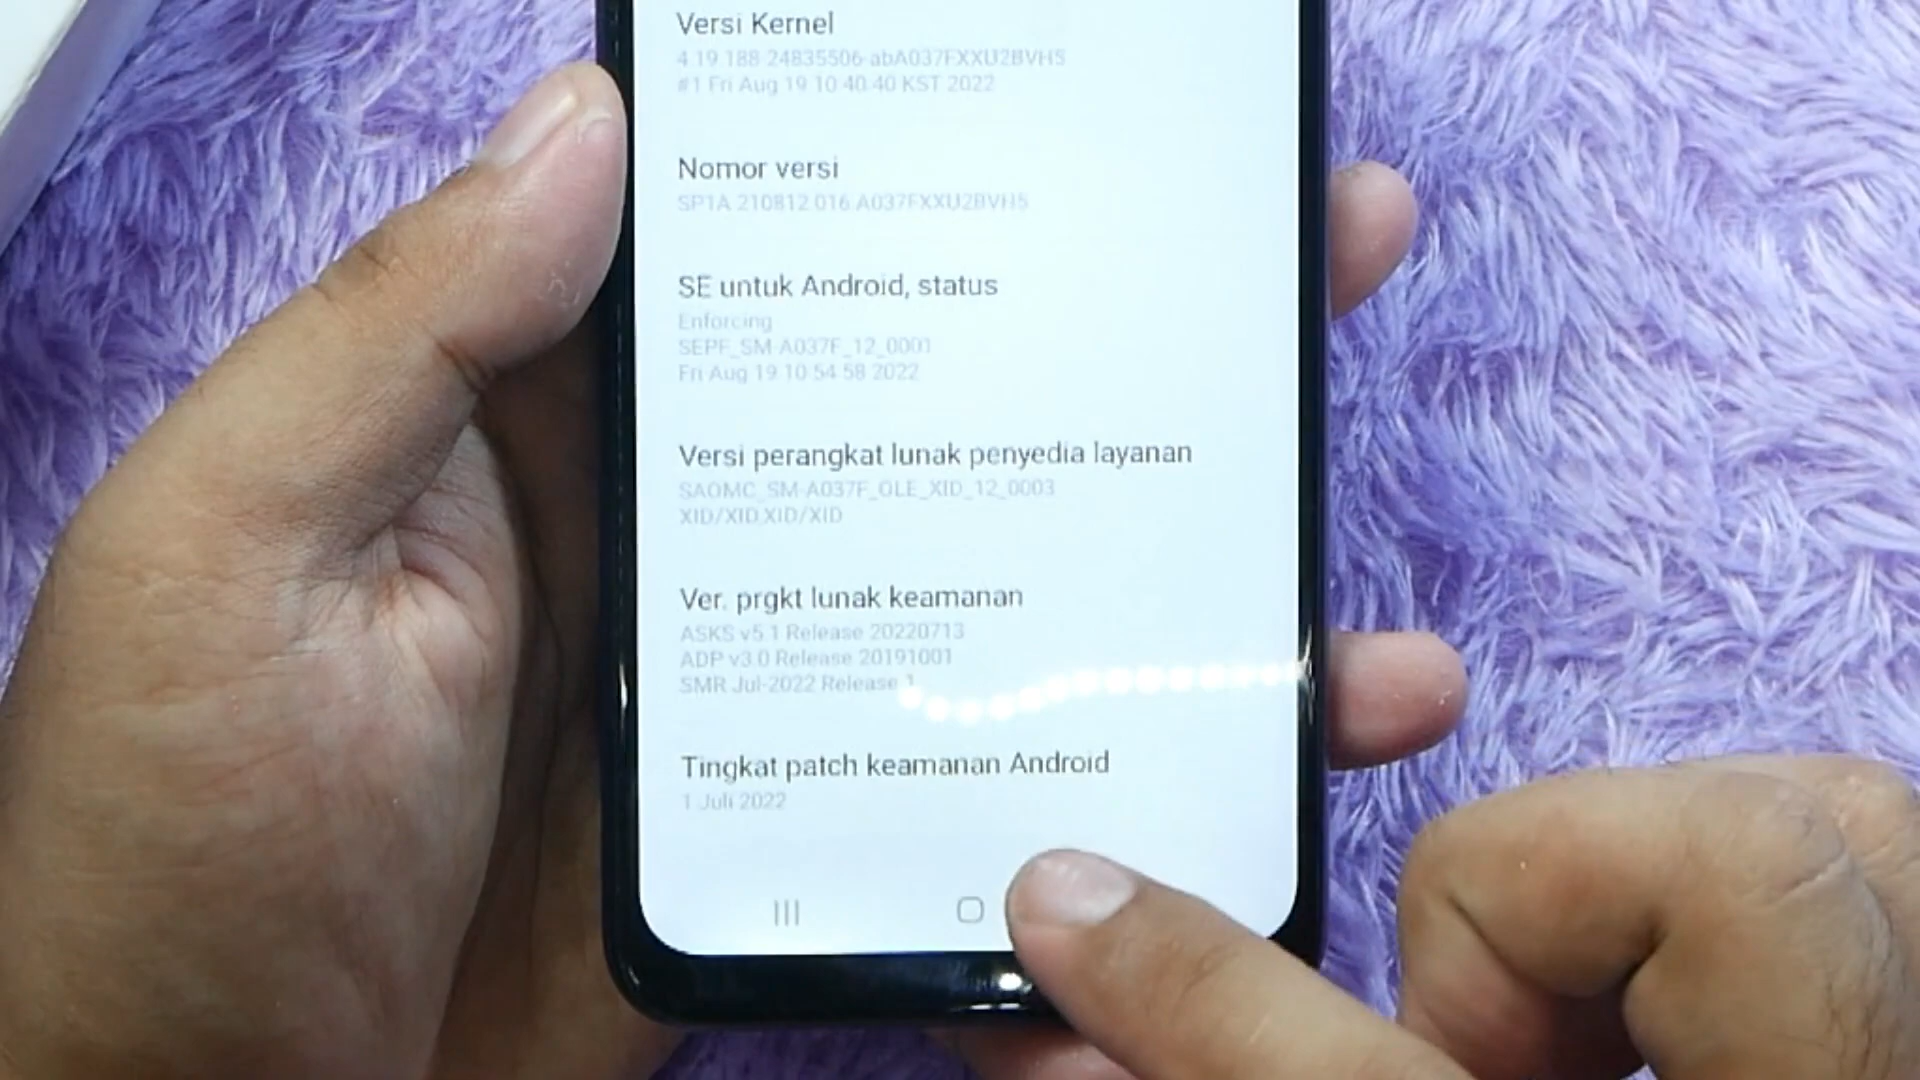 Versi Kernel
4.19.188-24835506-abA037FXXU2BVH5
#1 Fri Aug 19 10:40:40 KST 2022
Nomor versi
SP1A.210812.016.A037FXXU2BVH5
SE untuk Android, status
Enforcing
SEPF_SM-A037F_12_0001
Fri Aug 19 10:54:58 2022
Versi perangkat lunak penyedia layanan
SAOMC_SM-A037F_OLE_XID_12_0003
XID/XID,XID/XID
Ver. prgkt lunak keamanan
ASKS v5.1 Release 20220713
ADP v3.0 Release 20191001
SMR Jul-2022 Release 1
Tingkat patch keamanan Android
1 Juli 2022